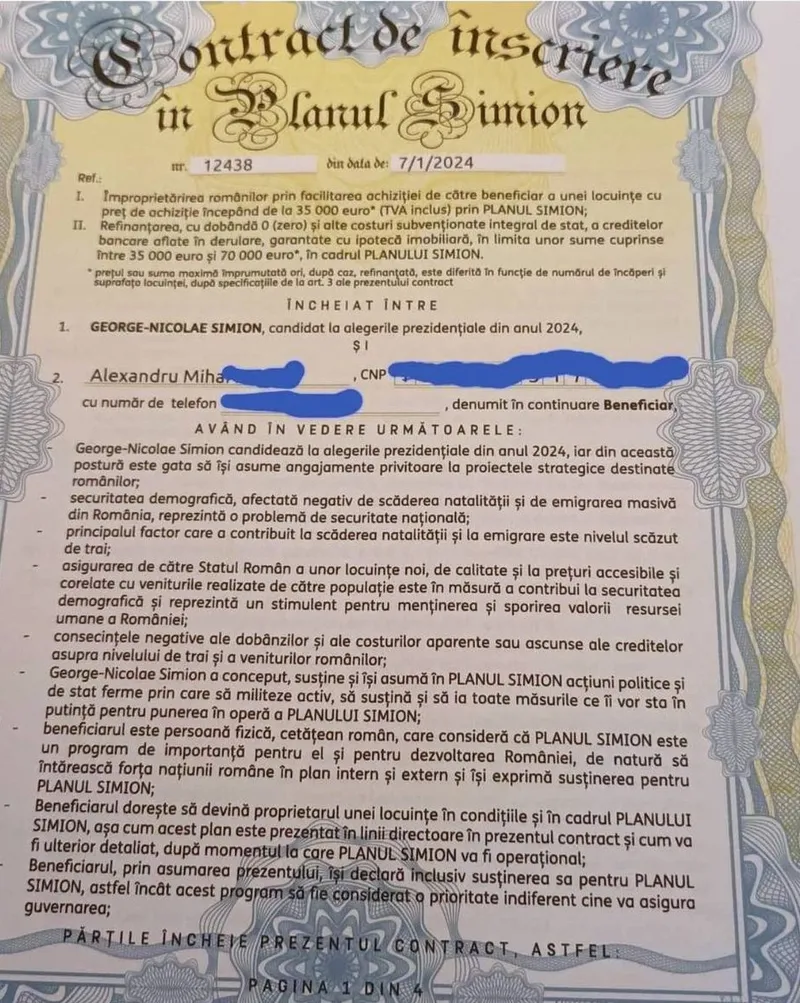 Contract de înscriere
în Planul Simion
nr. 12438 din data de: 7/1/2024
Ref.:
I. Împroprietărirea românilor prin facilitarea achiziției de către beneficiar a unei locuințe cu
preț de achiziție începând de la 35 000 euro* (TVA inclus) prin PLANUL SIMION;
II. Refinanțarea, cu dobândă 0 (zero) și alte costuri subvenționate integral de stat, a creditelor
bancare aflate în derulare, garantate cu ipotecă imobiliară, în limita unor sume cuprinse
între 35 000 euro și 70 000 euro*, în cadrul PLANULUI SIMION.
* prețul sau suma maximă împrumutată ori, după caz, refinanțată, este diferită în funcție de numărul de încăperi și
suprafața locuinței, după specificațiile de la art. 3 ale prezentului contract
ÎNCHEIAT ÎNTRE
1. GEORGE-NICOLAE SIMION, candidat la alegerile prezidențiale din anul 2024,
ȘI
2. Alexandru Miha , CNP
cu număr de telefon , denumit în continuare Beneficiar,
AVÂND ÎN VEDERE URMĂTOARELE:
- George-Nicolae Simion candidează la alegerile prezidențiale din anul 2024, iar din această
postură este gata să își asume angajamente privitoare la proiectele strategice destinate
românilor;
- securitatea demografică, afectată negativ de scăderea natalității și de emigrarea masivă
din România, reprezintă o problemă de securitate națională;
- principalul factor care a contribuit la scăderea natalității și la emigrare este nivelul scăzut
de trai;
- asigurarea de către Statul Român a unor locuințe noi, de calitate și la prețuri accesibile și
corelate cu veniturile realizate de către populație este în măsură a contribui la securitatea
demografică și reprezintă un stimulent pentru menținerea și sporirea valorii resursei
umane a României;
- consecințele negative ale dobânzilor și ale costurilor aparente sau ascunse ale creditelor
asupra nivelului de trai și a veniturilor românilor;
- George-Nicolae Simion a conceput, susține și își asumă în PLANUL SIMION acțiuni politice și
de stat ferme prin care să militeze activ, să susțină și să ia toate măsurile ce îi vor sta în
putință pentru punerea în operă a PLANULUI SIMION;
- beneficiarul este persoană fizică, cetățean român, care consideră că PLANUL SIMION este
un program de importanță pentru el și pentru dezvoltarea României, de natură să
întărească forța națiunii române în plan intern și extern și își exprimă susținerea pentru
PLANUL SIMION;
- Beneficiarul dorește să devină proprietarul unei locuințe în condițiile și în cadrul PLANULUI
SIMION, așa cum acest plan este prezentat în linii directoare în prezentul contract și cum va
fi ulterior detaliat, după momentul la care PLANUL SIMION va fi operațional;
- Beneficiarul, prin asumarea prezentului, își declară inclusiv susținerea sa pentru PLANUL
SIMION, astfel încât acest program să fie considerat o prioritate indiferent cine va asigura
guvernarea;
PĂRȚILE ÎNCHEIE PREZENTUL CONTRACT, ASTFEL:
PAGINA 1 DIN 4